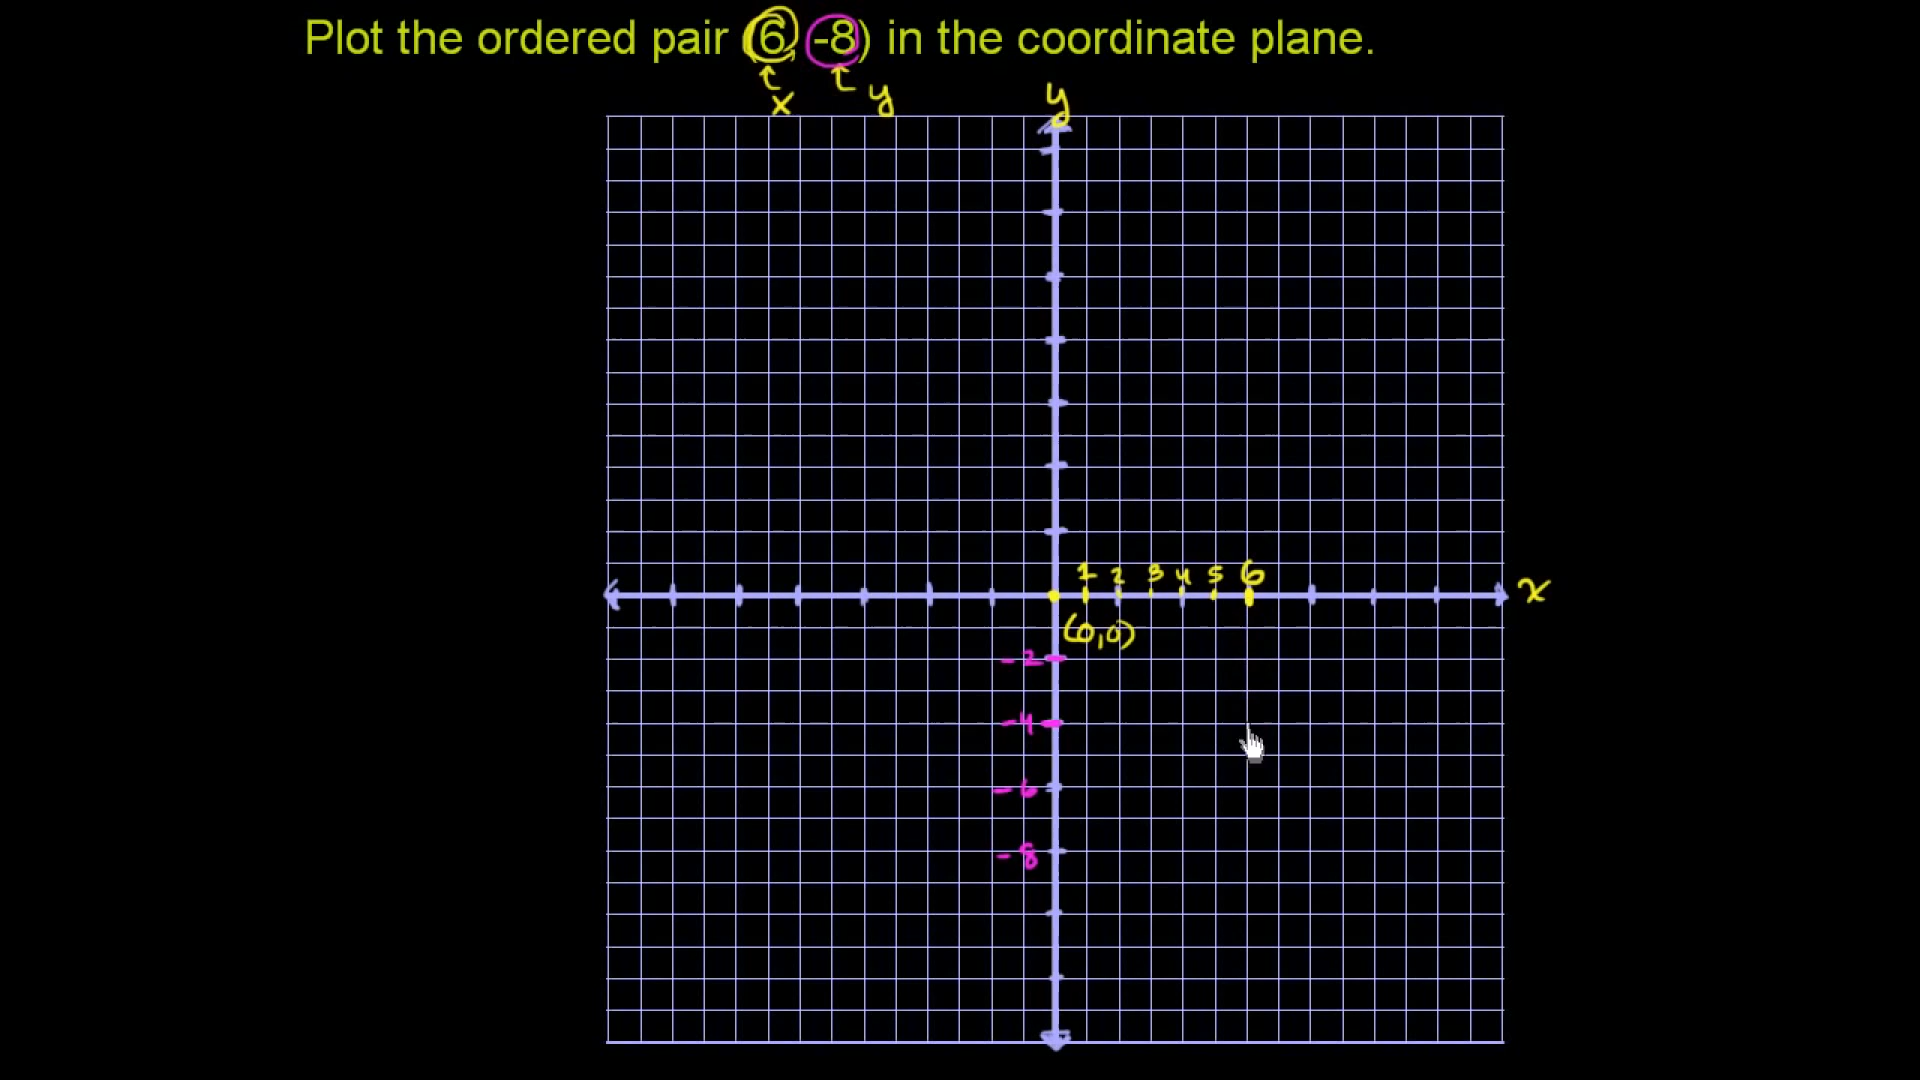 Plot the ordered pair (6, -8) in the coordinate plane.
x y
y
1 2 3 4 5 6
x
(0,0)
-2
-4
-6
-8